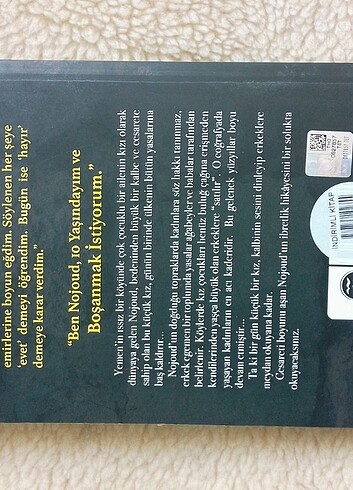 emirlerine boyun eğdim. Söylenen her şeye
'evet' demeyi öğrendim. Bugün ise 'hayır'
demeye karar verdim."
"Ben Nojoud, 10 Yaşındayım ve
Boşanmak İstiyorum."
Yemen'in ıssız bir köyünde çok çocuklu bir ailenin kızı olarak
dünyaya gelen Nojoud, bedeninden büyük bir kalbe ve cesarete
sahip olan bu küçük kız, günün birinde ülkenin bütün yasalarına
baş kaldırır...
Nojoud'un doğduğu topraklarda kadınlara söz hakkı tanınmaz,
erkek egemen bir toplumda yasalar ağabeyler ve babalar tarafından
belirlenir. Köylerde kız çocukları henüz buluğ çağına erişmeden
kendilerinden yaşça büyük olan erkeklere "satılır". O coğrafyada
yaşayan kadınların en acı kaderidir. Bu gelenek yüzyıllar boyu
devam etmiştir...
Ta ki bir gün küçük bir kız, kalbinin sesini dinleyip erkeklere
meydan okuyana kadar.
Cesareti boyunu aşan Nojoud'un ibretlik hikâyesini bir solukta
okuyacaksınız.
İNDİRİMLİ KİTAP